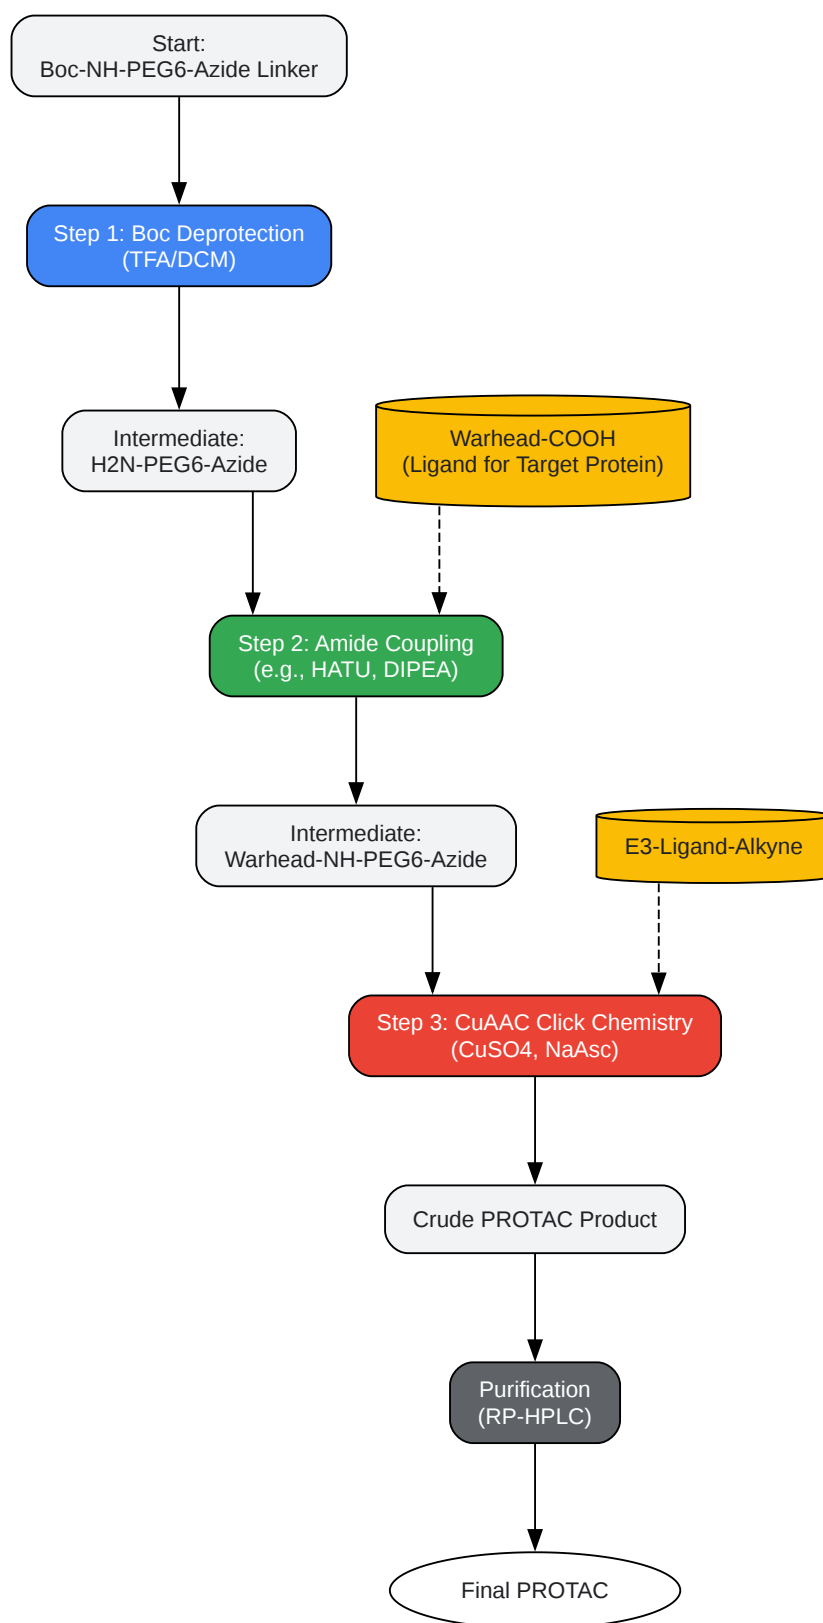 Start:
Boc-NH-PEG6-Azide Linker
Step 1: Boc Deprotection
(TFA/DCM)
Intermediate:
H2N-PEG6-Azide
Warhead-COOH
(Ligand for Target Protein)
Step 2: Amide Coupling
(e.g., HATU, DIPEA)
Intermediate:
Warhead-NH-PEG6-Azide
E3-Ligand-Alkyne
Step 3: CuAAC Click Chemistry
(CuSO4, NaAsc)
Crude PROTAC Product
Purification
(RP-HPLC)
Final PROTAC